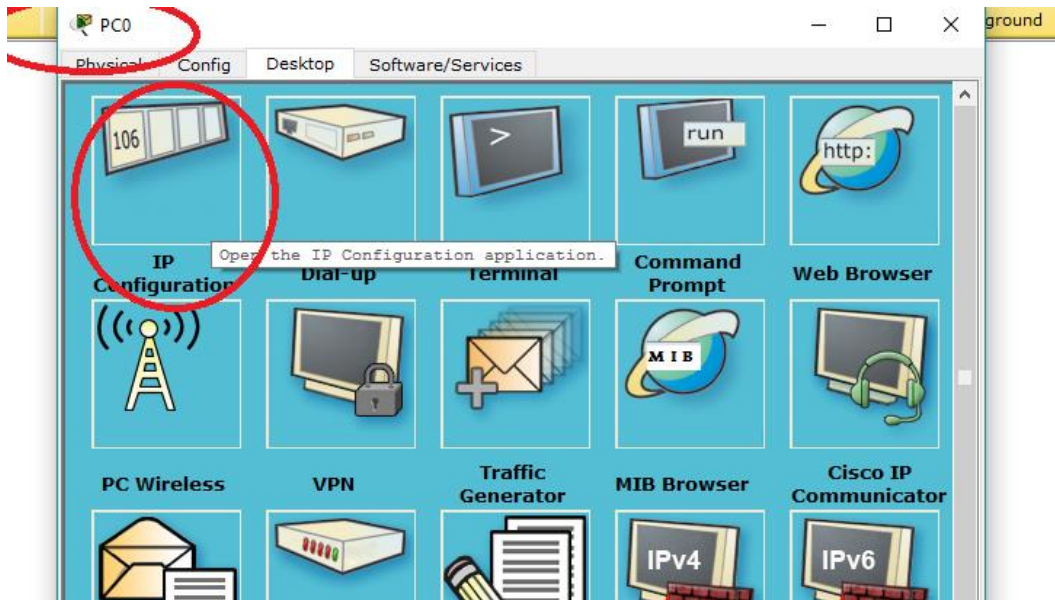 PC0
ground
Physical Config Desktop Software/Services
106
>
run
http:
Open the IP Configuration application.
IP Configuration
Dial-up
Terminal
Command Prompt
Web Browser
MIB
PC Wireless
VPN
Traffic Generator
MIB Browser
Cisco IP Communicator
IPv4
IPv6